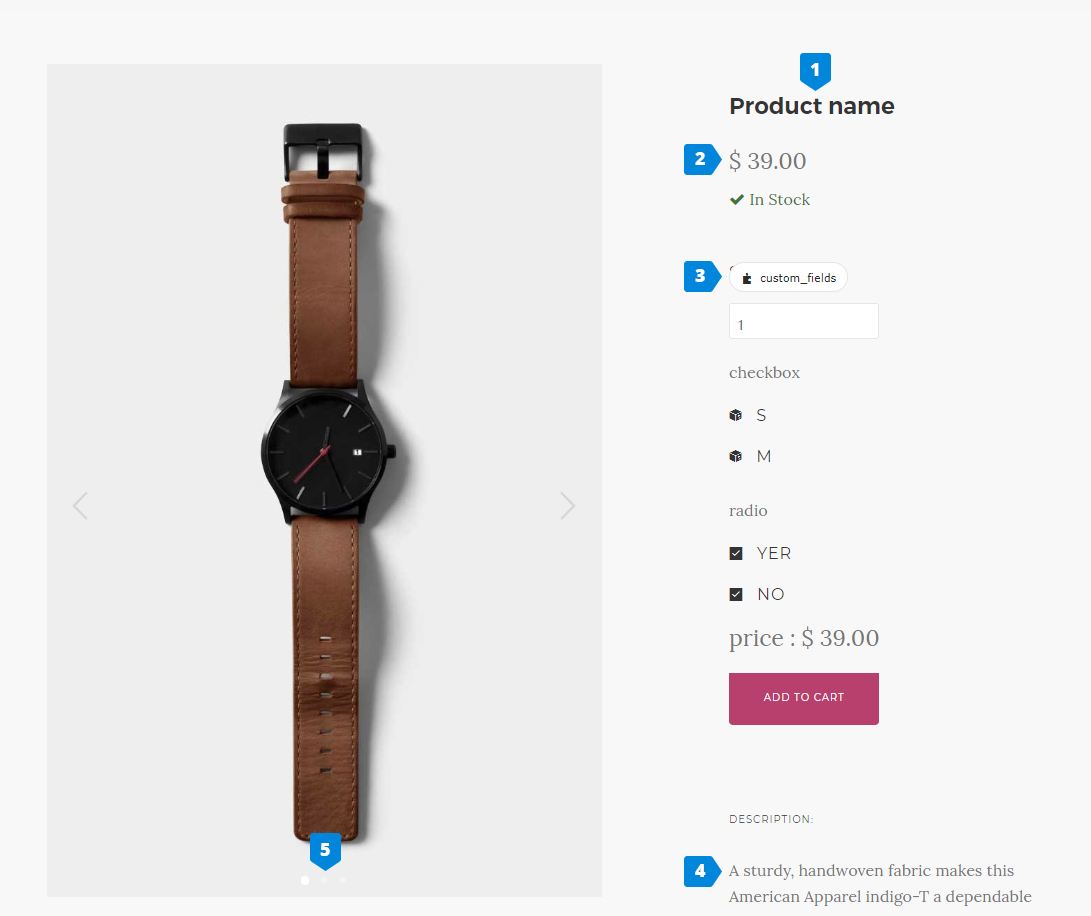 1
Product name
2 $ 39.00
In Stock
3 custom_fields
1
checkbox
S
M
radio
YER
NO
price : $ 39.00
ADD TO CART
DESCRIPTION:
4 A sturdy, handwoven fabric makes this
American Apparel indigo-T a dependable
5